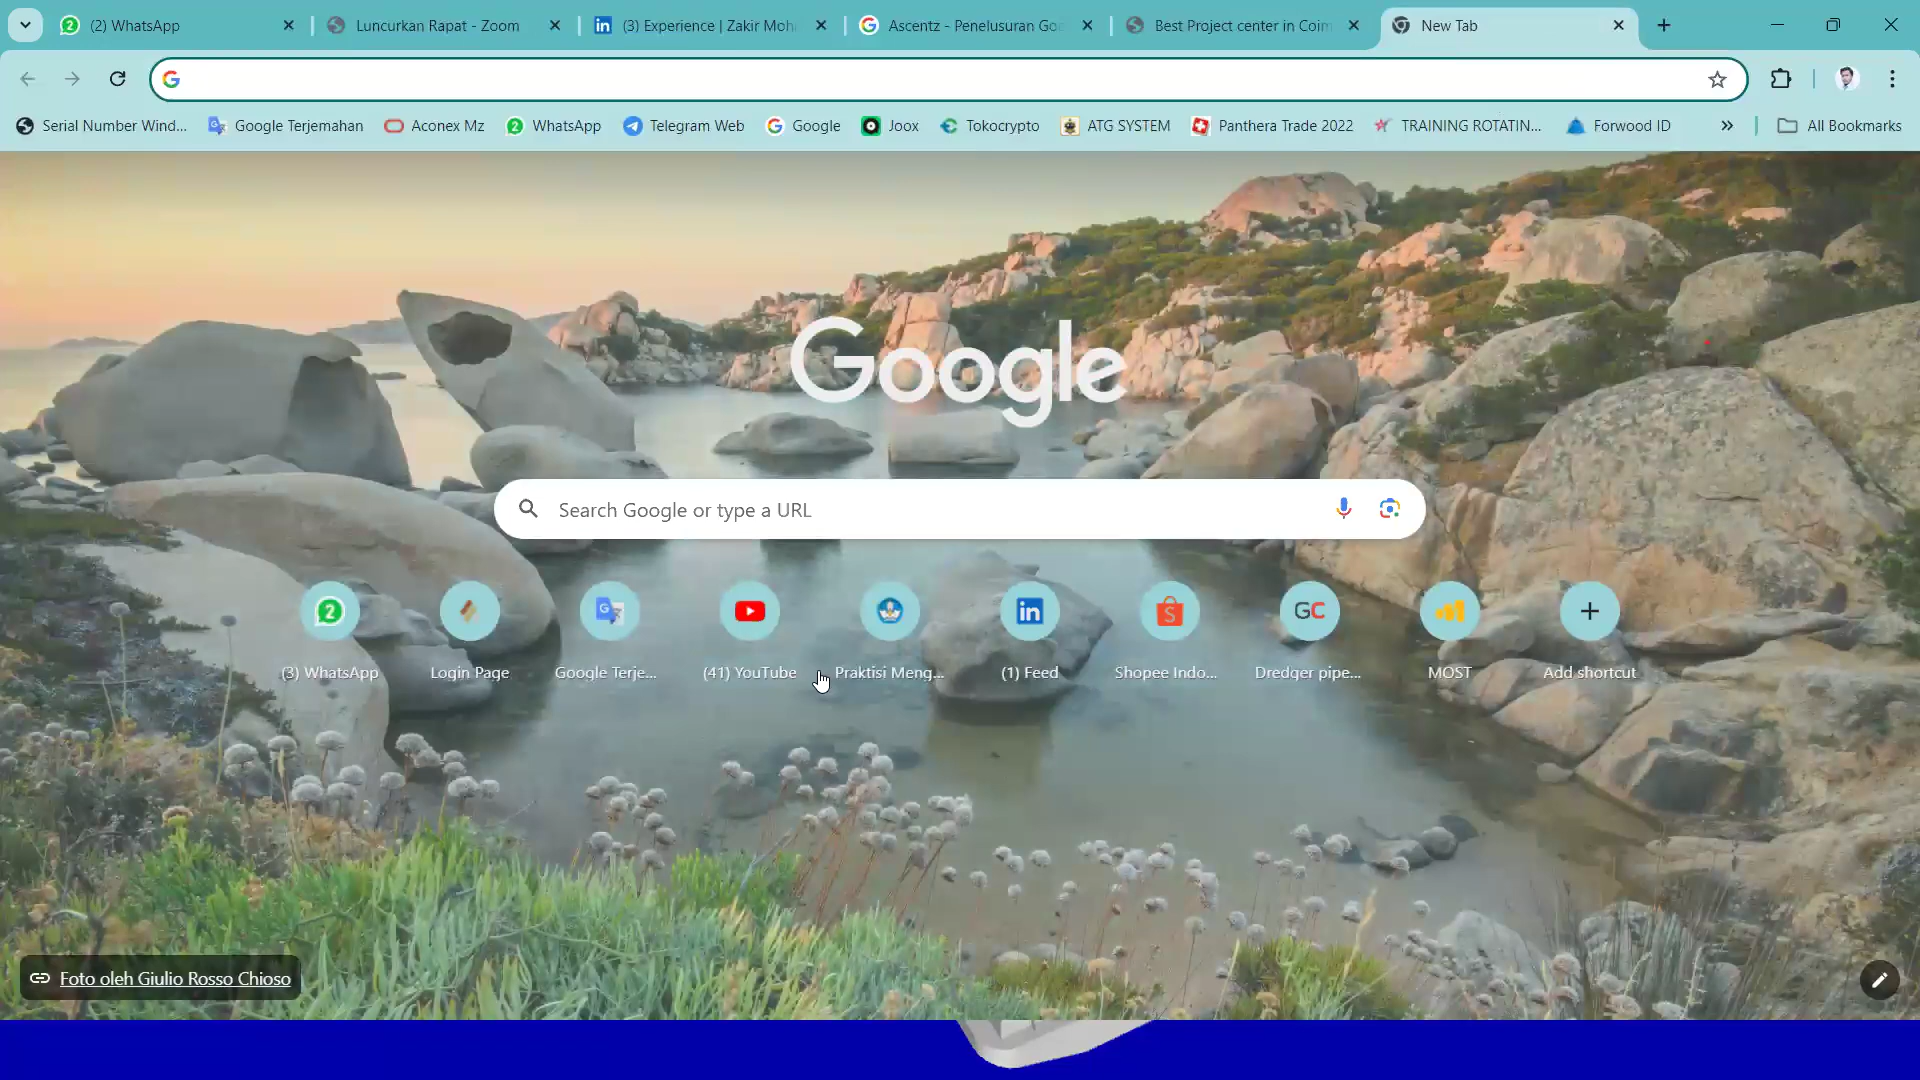 (2) WhatsApp
Luncurkan Rapat - Zoom
(3) Experience | Zakir Moh
Ascentz - Penelusuran Go
Best Project center in Coim
New Tab
Serial Number Wind...
Google Terjemahan
Aconex Mz
WhatsApp
Telegram Web
Google
Joox
Tokocrypto
ATG SYSTEM
Panthera Trade 2022
TRAINING ROTATIN...
Forwood ID
All Bookmarks
Google
Search Google or type a URL
GC
(3) WhatsApp
Login Page
Google Terje...
(41) YouTube
Praktisi Meng...
(1) Feed
Shopee Indo...
Dredger pipe...
MOST
Add shortcut
Foto oleh Giulio Rosso Chioso